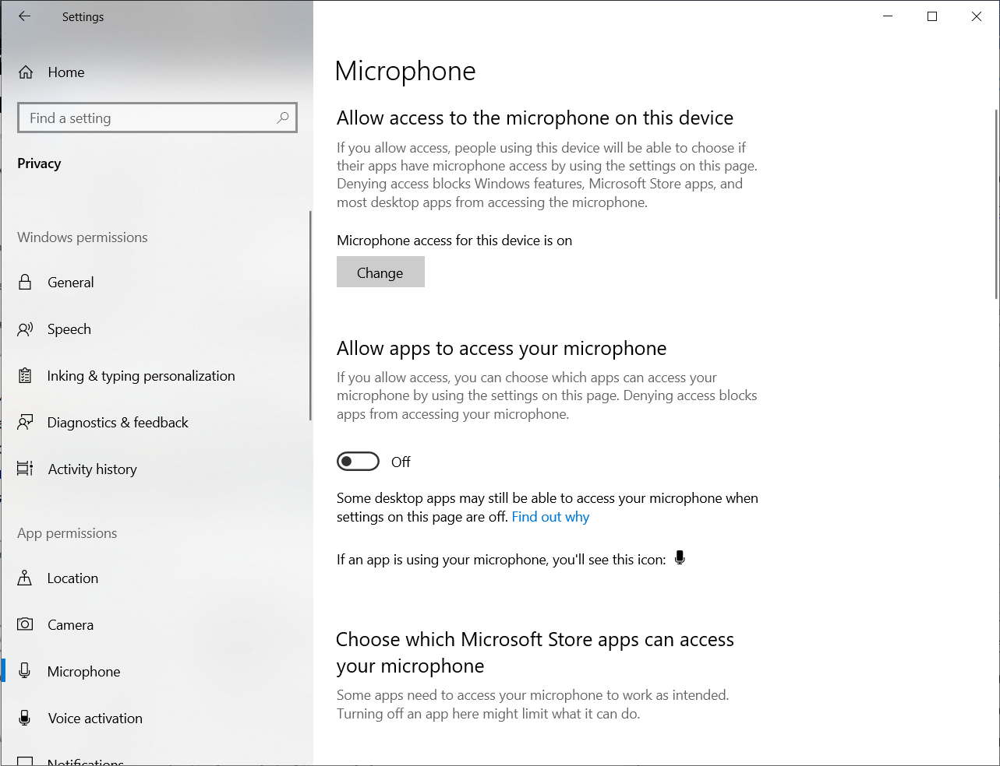 Settings
Home
Find a setting
Privacy
Windows permissions
General
Speech
Inking & typing personalization
Diagnostics & feedback
Activity history
App permissions
Location
Camera
Microphone
Voice activation
Notifications
Microphone
Allow access to the microphone on this device
If you allow access, people using this device will be able to choose if
their apps have microphone access by using the settings on this page.
Denying access blocks Windows features, Microsoft Store apps, and
most desktop apps from accessing the microphone.
Microphone access for this device is on
Change
Allow apps to access your microphone
If you allow access, you can choose which apps can access your
microphone by using the settings on this page. Denying access blocks
apps from accessing your microphone.
Off
Some desktop apps may still be able to access your microphone when
settings on this page are off. Find out why
If an app is using your microphone, you'll see this icon:
Choose which Microsoft Store apps can access
your microphone
Some apps need to access your microphone to work as intended.
Turning off an app here might limit what it can do.